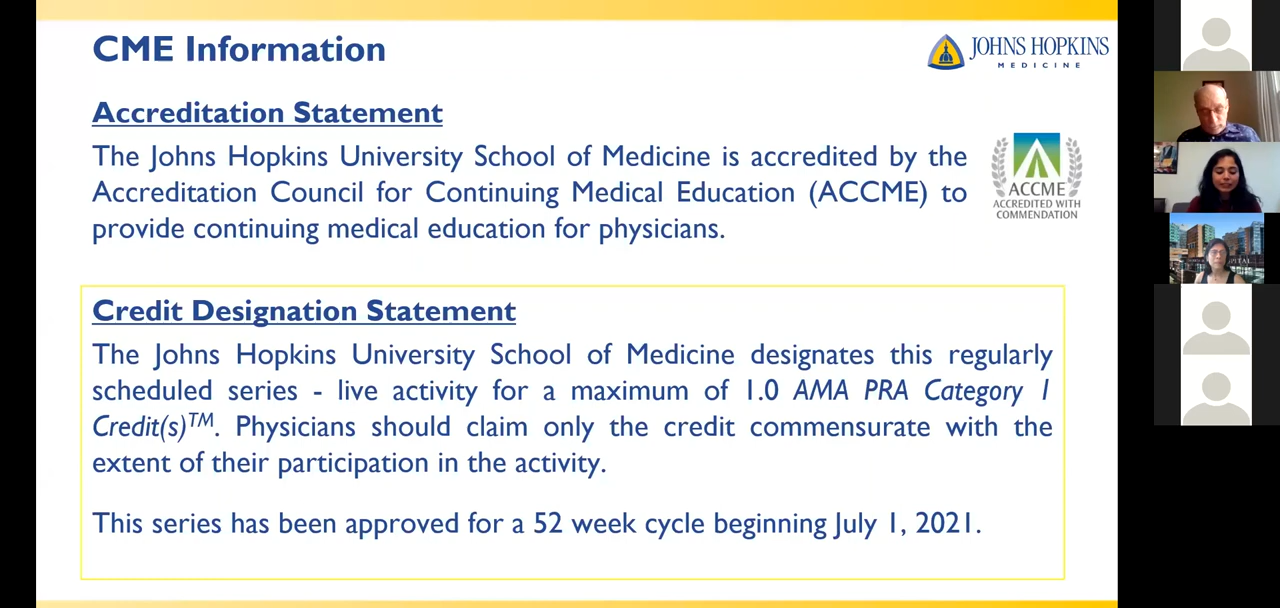 CME Information
JOHNS HOPKINS
MEDICINE
Accreditation Statement
The Johns Hopkins University School of Medicine is accredited by the
Accreditation Council for Continuing Medical Education (ACCME) to
provide continuing medical education for physicians.
ACCME
ACCREDITED WITH
COMMENDATION
Credit Designation Statement
The Johns Hopkins University School of Medicine designates this regularly
scheduled series - live activity for a maximum of 1.0 AMA PRA Category 1
Credit(s)TM. Physicians should claim only the credit commensurate with the
extent of their participation in the activity.
This series has been approved for a 52 week cycle beginning July 1, 2021.